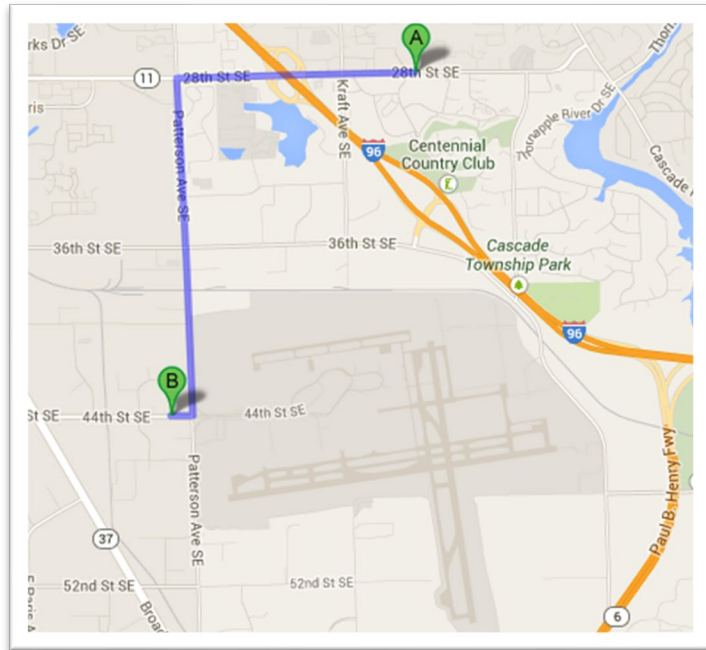 rks Dr SE
A
11
28th St SE
28th St SE
ris
Patterson Ave SE
Kraft Ave SE
96
Centennial
Country Club
Thornapple River Dr SE
Thorn
Cascade R
36th St SE
36th St SE
Cascade
Township Park
96
B
St SE
44th St SE
44th St SE
Patterson Ave SE
Paul B. Henry Fwy
37
52nd St SE
52nd St SE
E Paris A
Broad
6